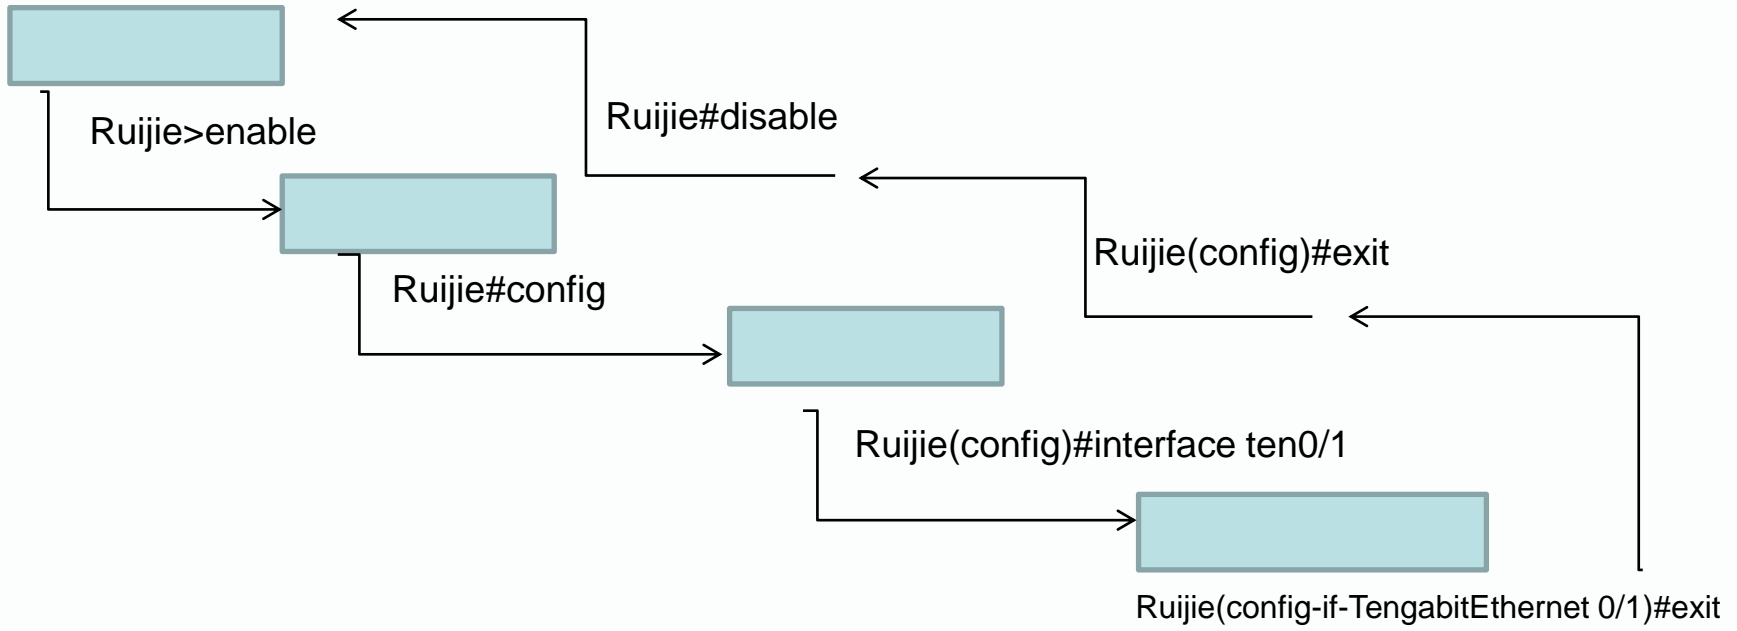 Ruijie#disable
Ruijie>enable
Ruijie(config)#exit
Ruijie#config
Ruijie(config)#interface ten0/1
Ruijie(config-if-TengabitEthernet 0/1)#exit